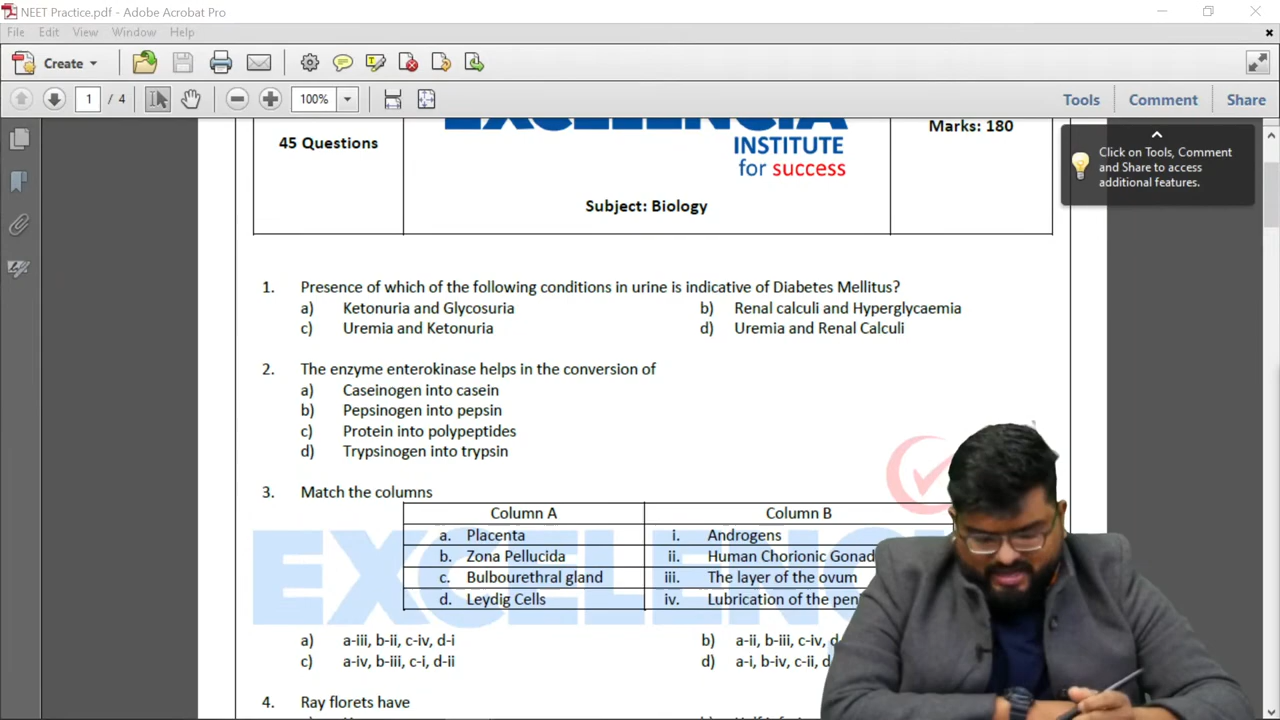 NEET Practice.pdf - Adobe Acrobat Pro
File Edit View Window Help
Create
1 / 4 100% Tools Comment Share
Click on Tools, Comment
and Share to access
additional features.
45 Questions
EXCELENCIA
INSTITUTE
for success
Subject: Biology
Marks: 180
1. Presence of which of the following conditions in urine is indicative of Diabetes Mellitus?
a) Ketonuria and Glycosuria b) Renal calculi and Hyperglycaemia
c) Uremia and Ketonuria d) Uremia and Renal Calculi
2. The enzyme enterokinase helps in the conversion of
a) Caseinogen into casein
b) Pepsinogen into pepsin
c) Protein into polypeptides
d) Trypsinogen into trypsin
3. Match the columns
Column A Column B
a. Placenta i. Androgens
b. Zona Pellucida ii. Human Chorionic
c. Bulbourethral gland iii. The layer of the ovum
d. Leydig Cells iv. Lubrication of the
EXCELENCIA
a) a-iii, b-ii, c-iv, d-i b) a-ii, b-iii, c-iv,
c) a-iv, b-iii, c-i, d-ii d) a-i, b-iv, c-ii,
4. Ray florets have